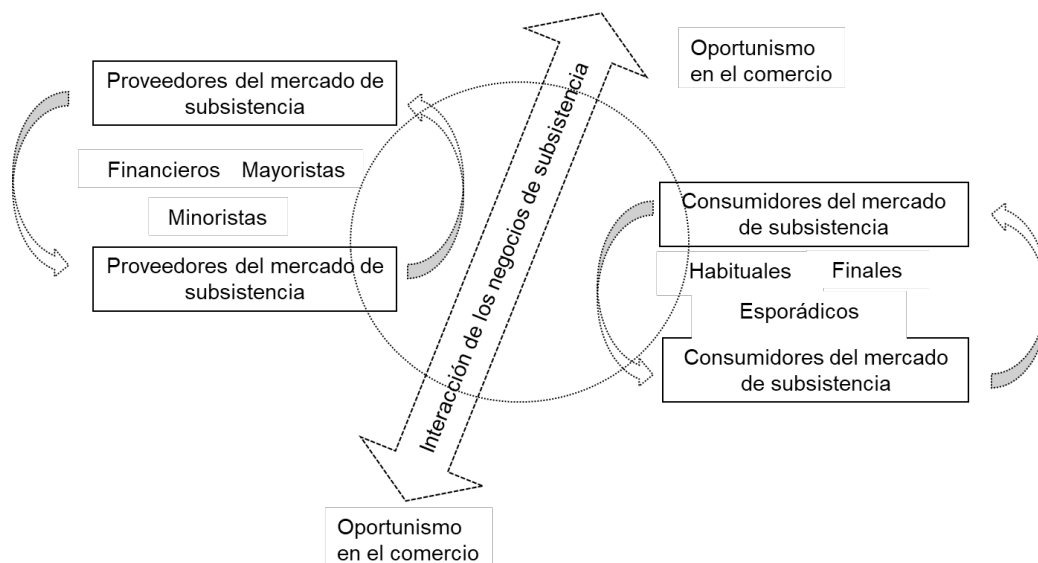 Oportunismo
en el comercio
Proveedores del mercado de
subsistencia
Financieros Mayoristas
Minoristas
Proveedores del mercado de
subsistencia
Interacción de los negocios de subsistencia
Consumidores del mercado
de subsistencia
Habituales Finales
Esporádicos
Consumidores del mercado
de subsistencia
Oportunismo
en el comercio